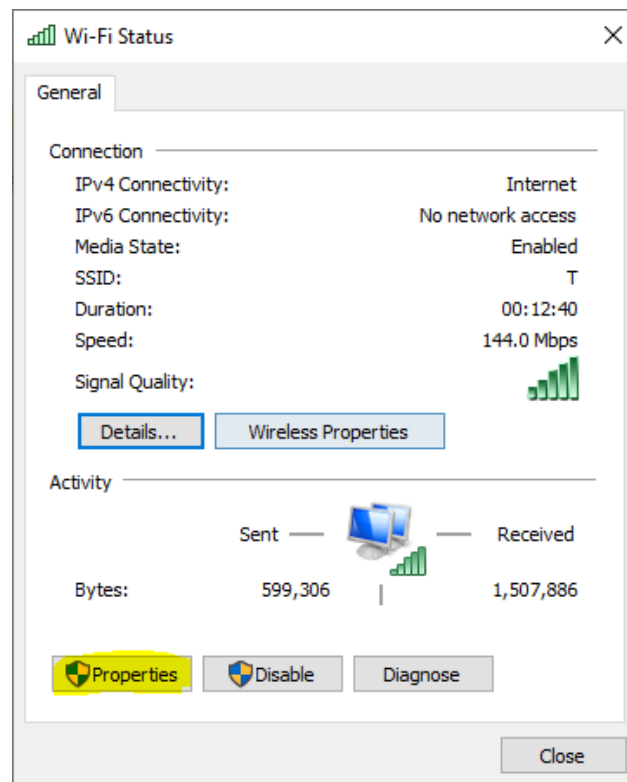 Wi-Fi Status
General
Connection
IPv4 Connectivity: Internet
IPv6 Connectivity: No network access
Media State: Enabled
SSID: T
Duration: 00:12:40
Speed: 144.0 Mbps
Signal Quality:
Details... Wireless Properties
Activity
Sent Received
Bytes: 599,306 1,507,886
Properties Disable Diagnose
Close